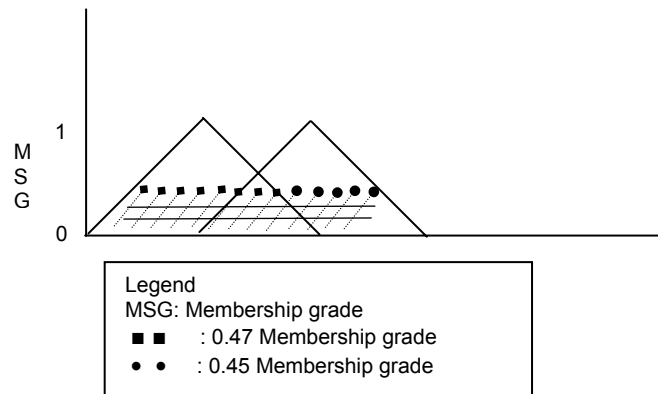 1
M
S
G
0
Legend
MSG: Membership grade
■ ■ : 0.47 Membership grade
● ● : 0.45 Membership grade